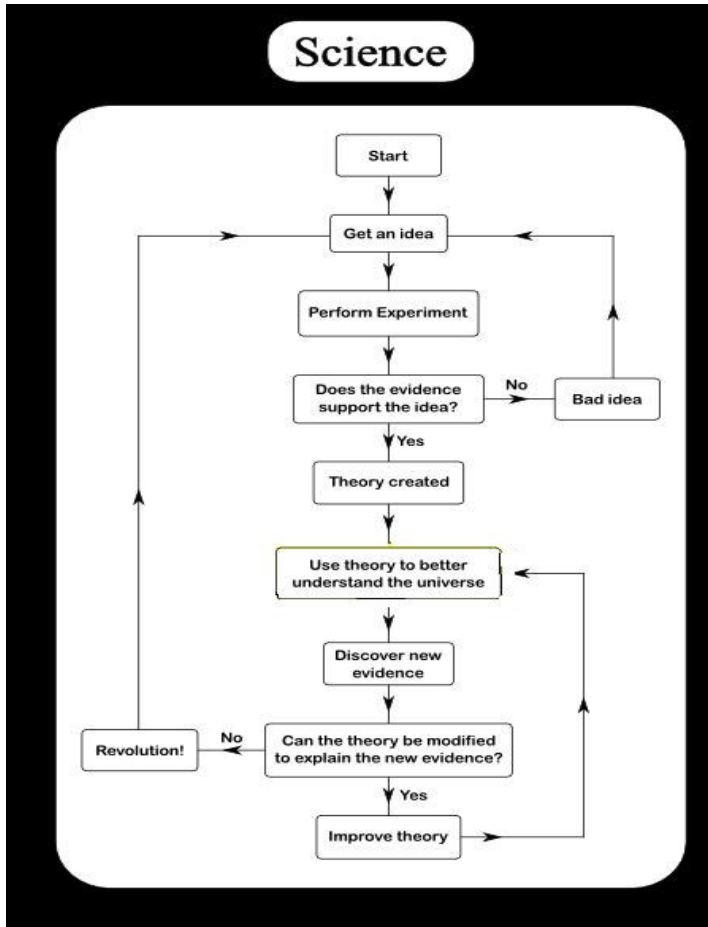 Science
Start
Get an idea
Perform Experiment
Does the evidence
support the idea?
No
Bad idea
Yes
Theory created
Use theory to better
understand the universe
Discover new
evidence
Can the theory be modified
to explain the new evidence?
No
Revolution!
Yes
Improve theory